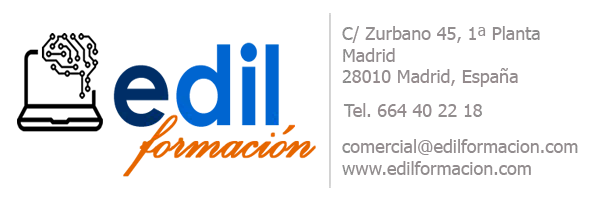 edil
formación
C/ Zurbano 45, 1ª Planta
Madrid
28010 Madrid, España
Tel. 664 40 22 18
comercial@edilformacion.com
www.edilformacion.com